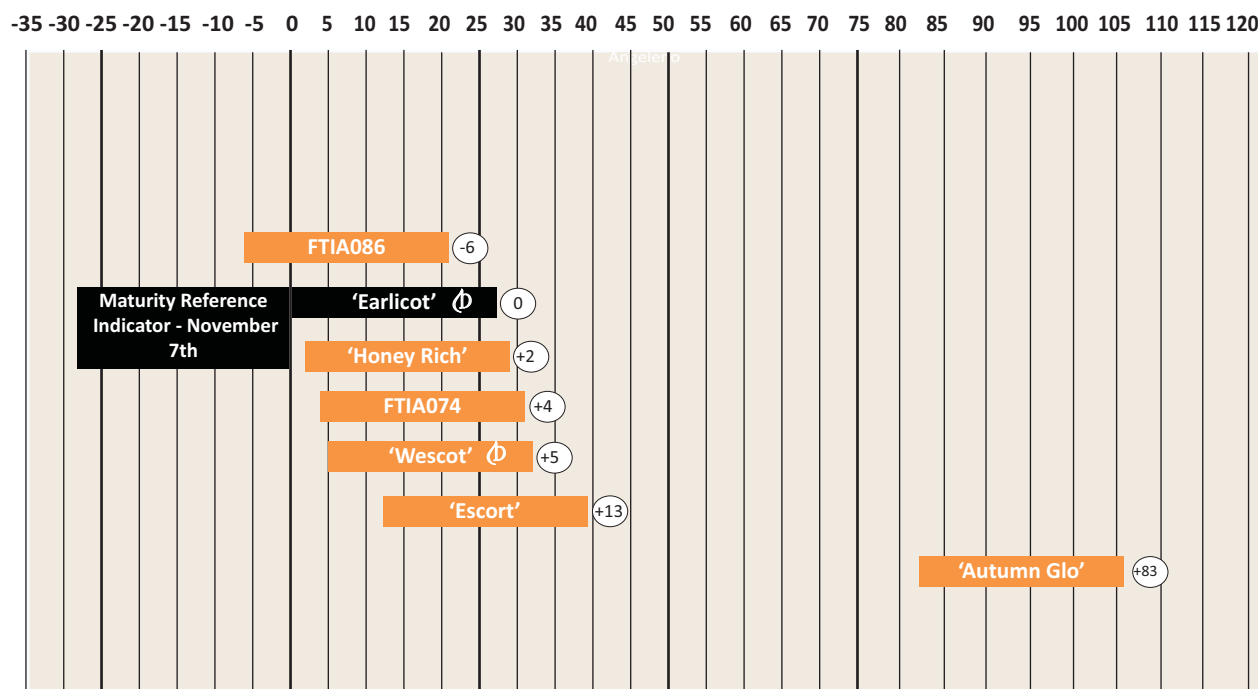 -35 -30 -25 -20 -15 -10 -5 0 5 10 15 20 25 30 35 40 45 50 55 60 65 70 75 80 85 90 95 100 105 110 115 120
Angeleno
FTIA086 -6
Maturity Reference
Indicator - November
7th
‘Earlicot’ 0
‘Honey Rich’ +2
FTIA074 +4
‘Wescot’ +5
‘Escort’ +13
‘Autumn Glo’ +83